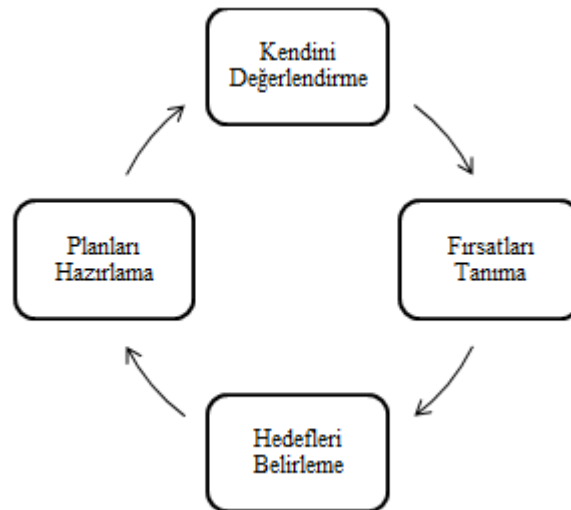 Kendini
Değerlendirme
Fırsatları
Tanıma
Hedefleri
Belirleme
Planları
Hazırlama